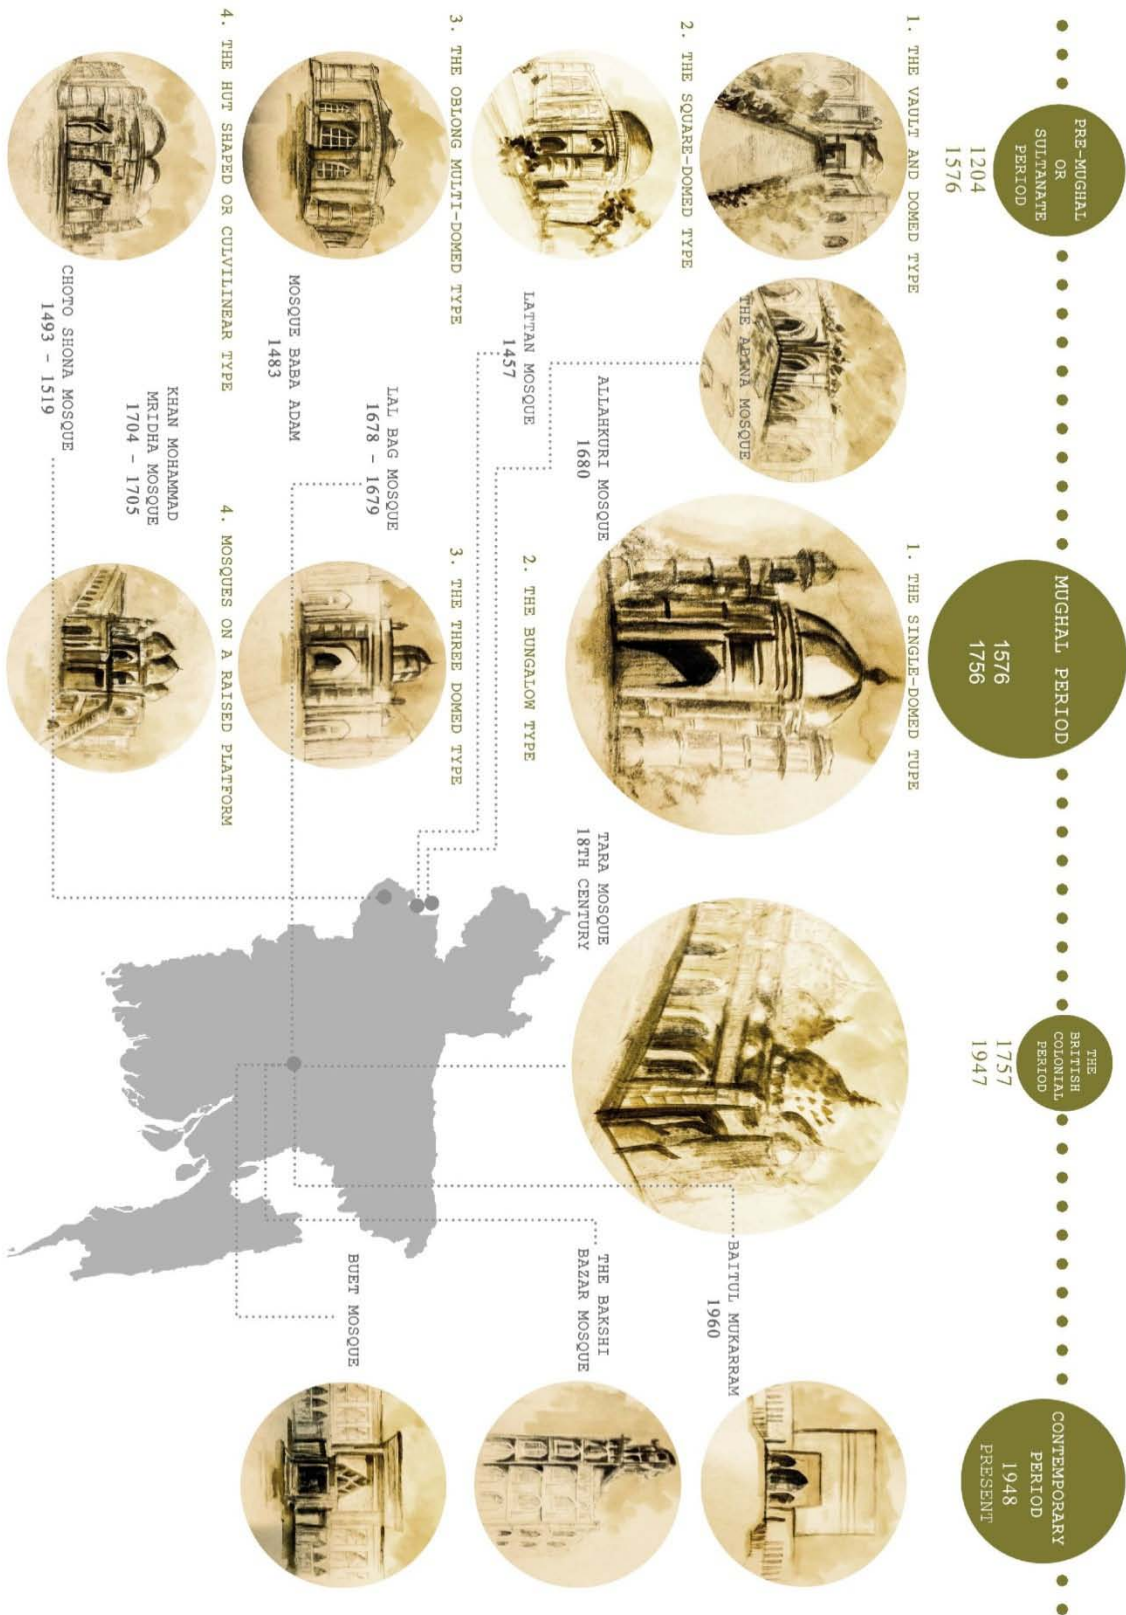 PRE-MUGHAL
OR
SULTANATE
PERIOD
1204
1576
1. THE VAULT AND DOMED TYPE
THE ADINA MOSQUE
2. THE SQUARE-DOMED TYPE
LATTAN MOSQUE
1457
3. THE OBLONG MULTI-DOMED TYPE
MOSQUE BABA ADAM
1483
4. THE HUT SHAPED OR CULVILINEAR TYPE
CHOTO SHONA MOSQUE
1493 - 1519
MUGHAL PERIOD
1576
1756
1. THE SINGLE-DOMED TUPE
ALLAHKURI MOSQUE
1680
2. THE BUNGALOW TYPE
3. THE THREE DOMED TYPE
LAL BAG MOSQUE
1678 - 1679
4. MOSQUES ON A RAISED PLATFORM
KHAN MOHAMMAD
MRIDHA MOSQUE
1704 - 1705
THE
BRITISH
COLONIAL
PERIOD
1757
1947
TARA MOSQUE
18TH CENTURY
CONTEMPORARY
PERIOD
1948
PRESENT
BAITUL MUKARRAM
1960
THE BAKSHI
BAZAR MOSQUE
BUET MOSQUE